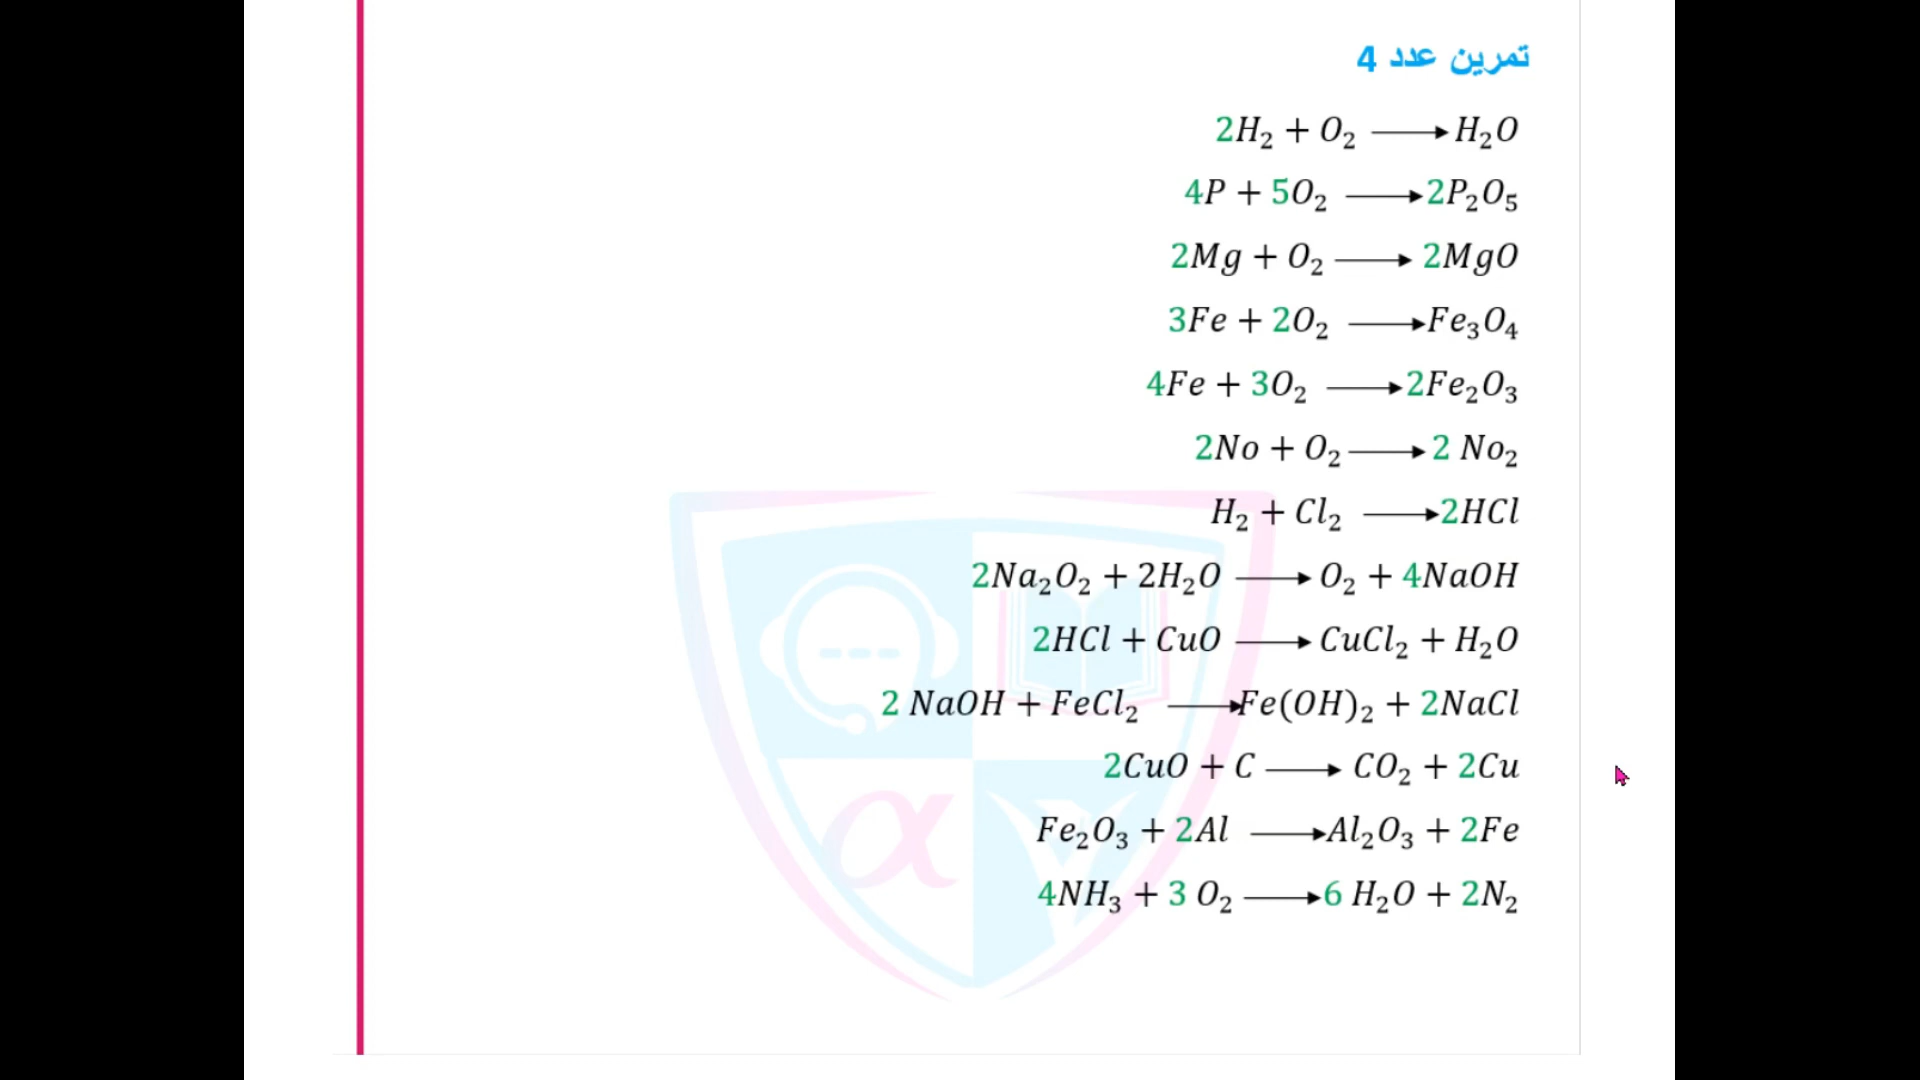 تمرين عدد 4
2H₂ + O₂ ⟶ H₂O
4P + 5O₂ ⟶ 2P₂O₅
2Mg + O₂ ⟶ 2MgO
3Fe + 2O₂ ⟶ Fe₃O₄
4Fe + 3O₂ ⟶ 2Fe₂O₃
2No + O₂ ⟶ 2 No₂
H₂ + Cl₂ ⟶ 2HCl
2Na₂O₂ + 2H₂O ⟶ O₂ + 4NaOH
2HCl + CuO ⟶ CuCl₂ + H₂O
2 NaOH + FeCl₂ ⟶ Fe(OH)₂ + 2NaCl
2CuO + C ⟶ CO₂ + 2Cu
Fe₂O₃ + 2Al ⟶ Al₂O₃ + 2Fe
4NH₃ + 3 O₂ ⟶ 6 H₂O + 2N₂
α